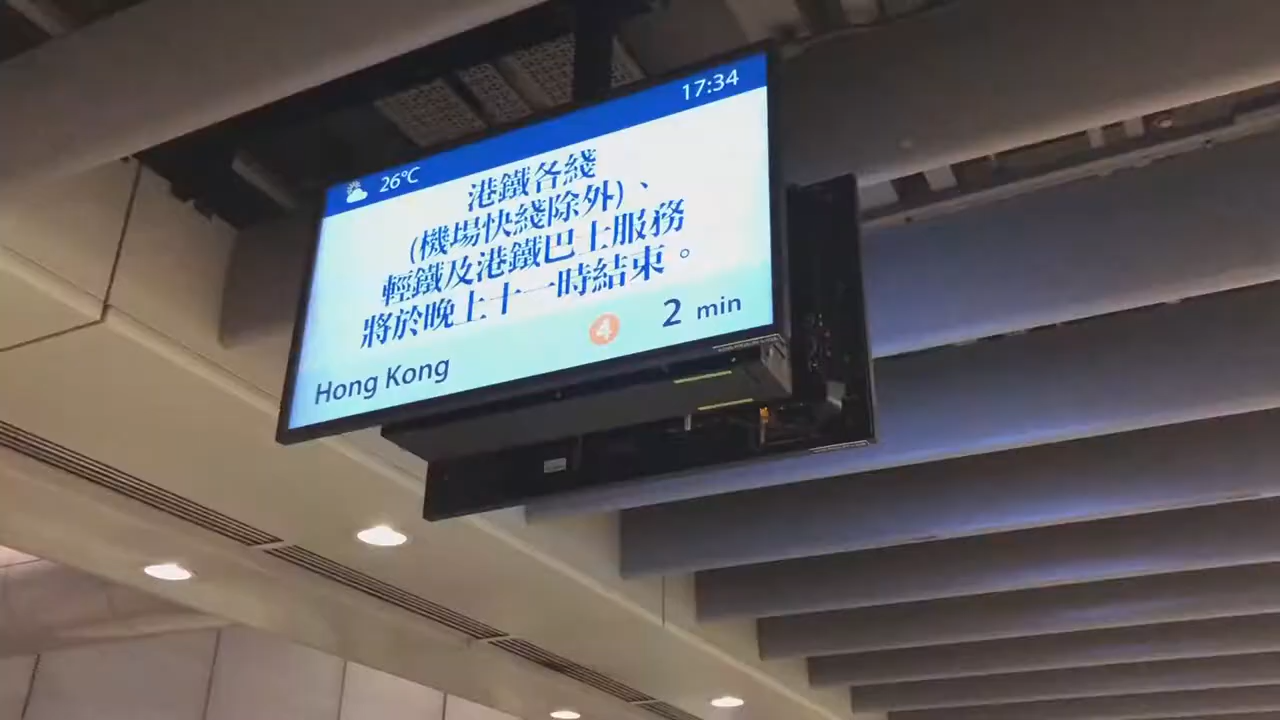 26°C 17:34
港鐵各綫
(機場快綫除外)、
輕鐵及港鐵巴士服務
將於晚上十一時結束。
4 2 min
Hong Kong